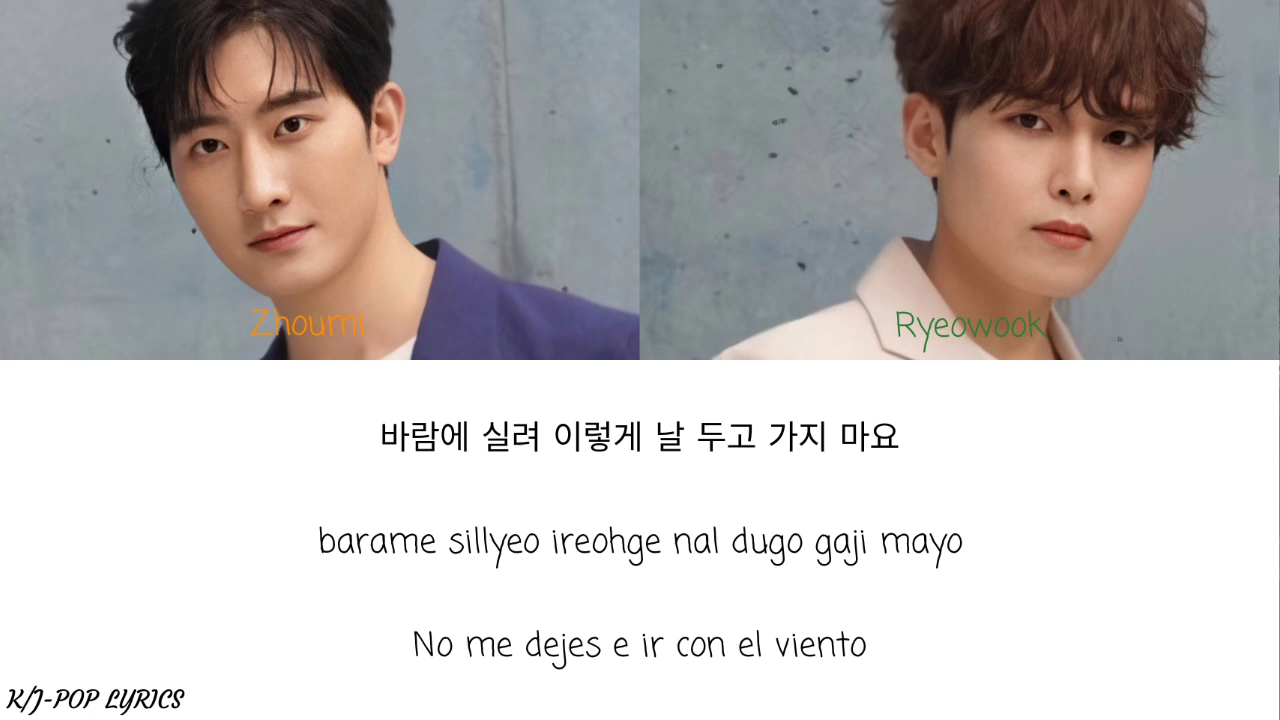 Zhoumi
Ryeowook
바람에 실려 이렇게 날 두고 가지 마요
barame sillyeo ireohge nal dugo gaji mayo
No me dejes e ir con el viento
K/J-POP LYRICS